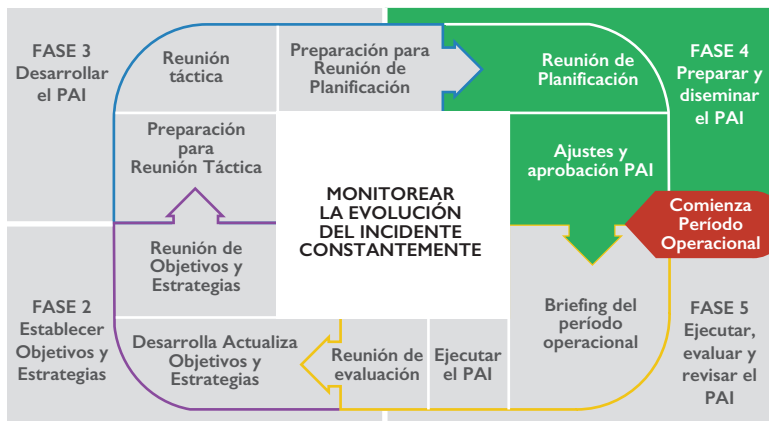 FASE 3
Desarrollar
el PAI
Reunión
táctica
Preparación para
Reunión de
Planificación
Reunión de
Planificación
FASE 4
Preparar y
diseminar
el PAI
Preparación
para
Reunión Táctica
Ajustes y
aprobación PAI
MONITOREAR
LA EVOLUCIÓN
DEL INCIDENTE
CONSTANTEMENTE
Comienza
Período
Operacional
Reunión de
Objetivos y
Estrategias
FASE 2
Establecer
Objetivos y
Estrategias
Desarrolla Actualiza
Objetivos y
Estrategias
Reunión de
evaluación
Ejecutar
el PAI
Briefing del
período
operacional
FASE 5
Ejecutar,
evaluar y
revisar el
PAI